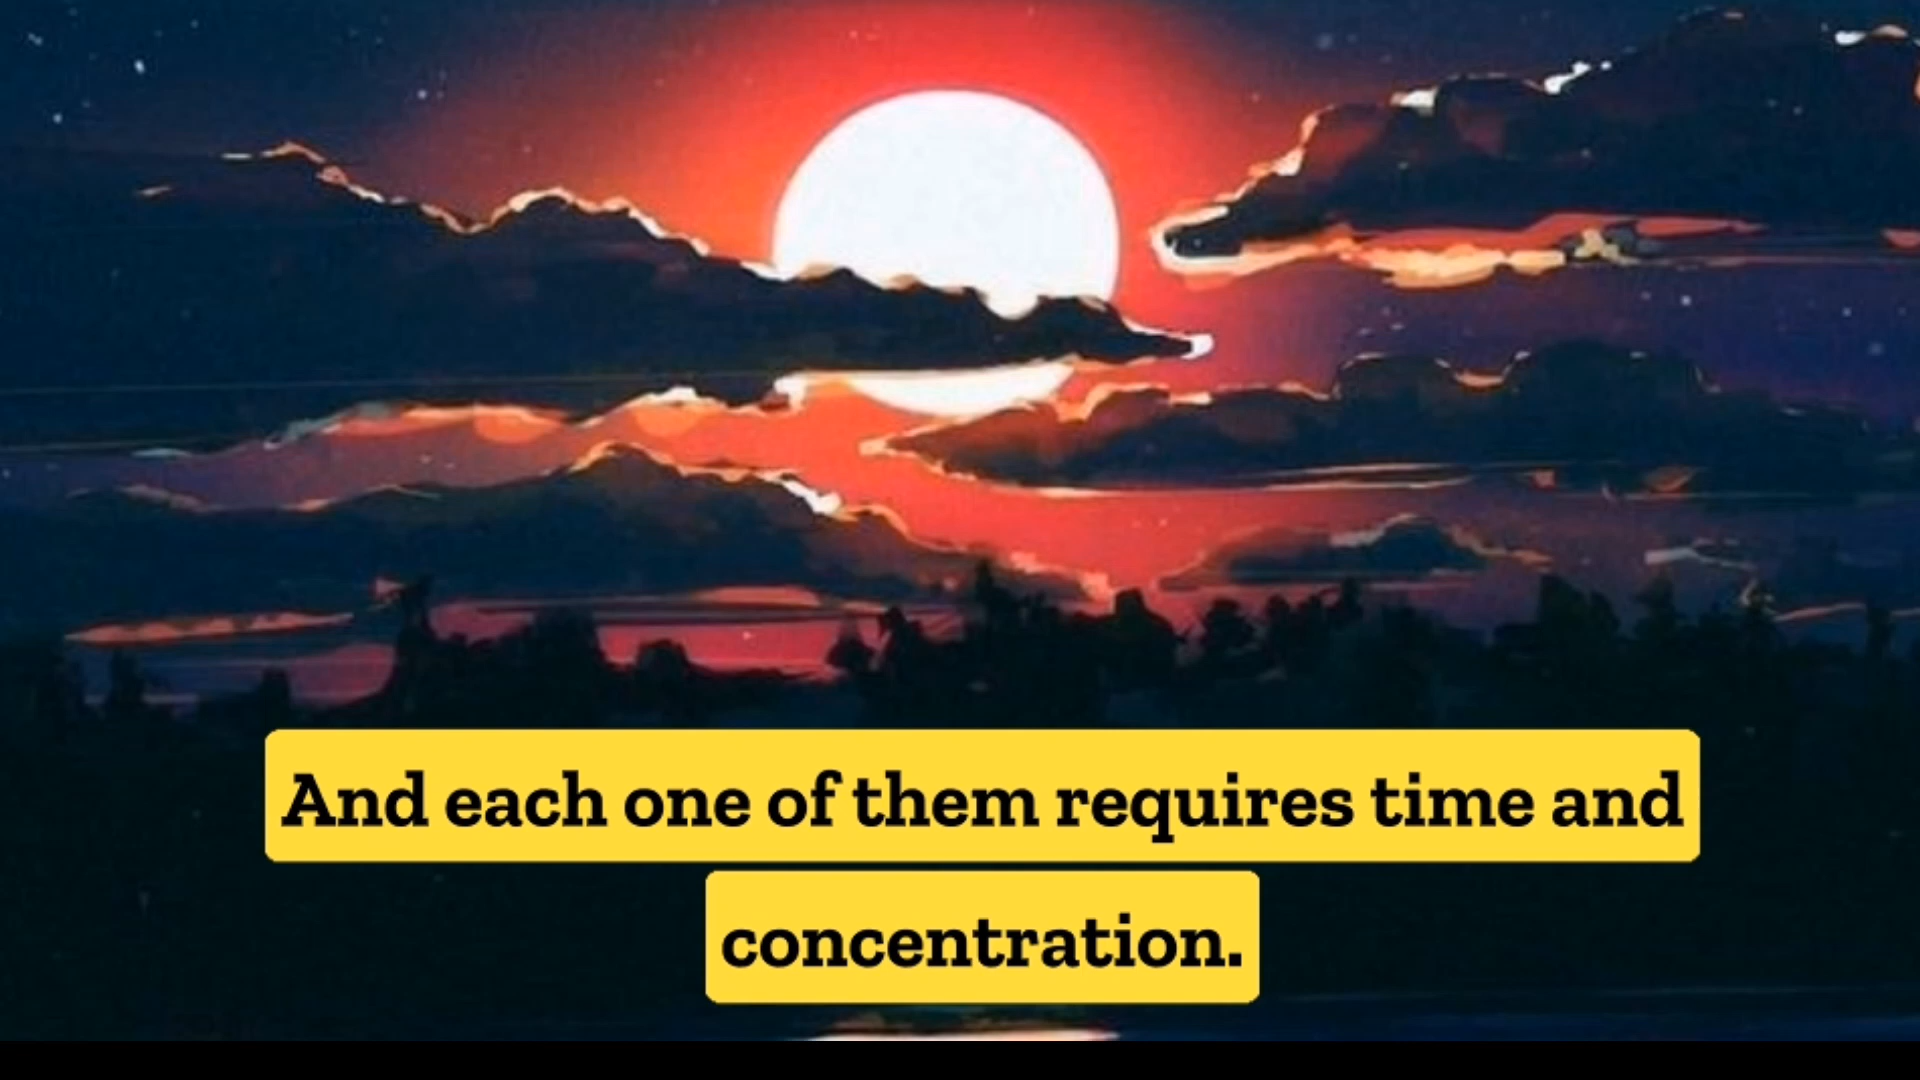 And each one of them requires time and
concentration.